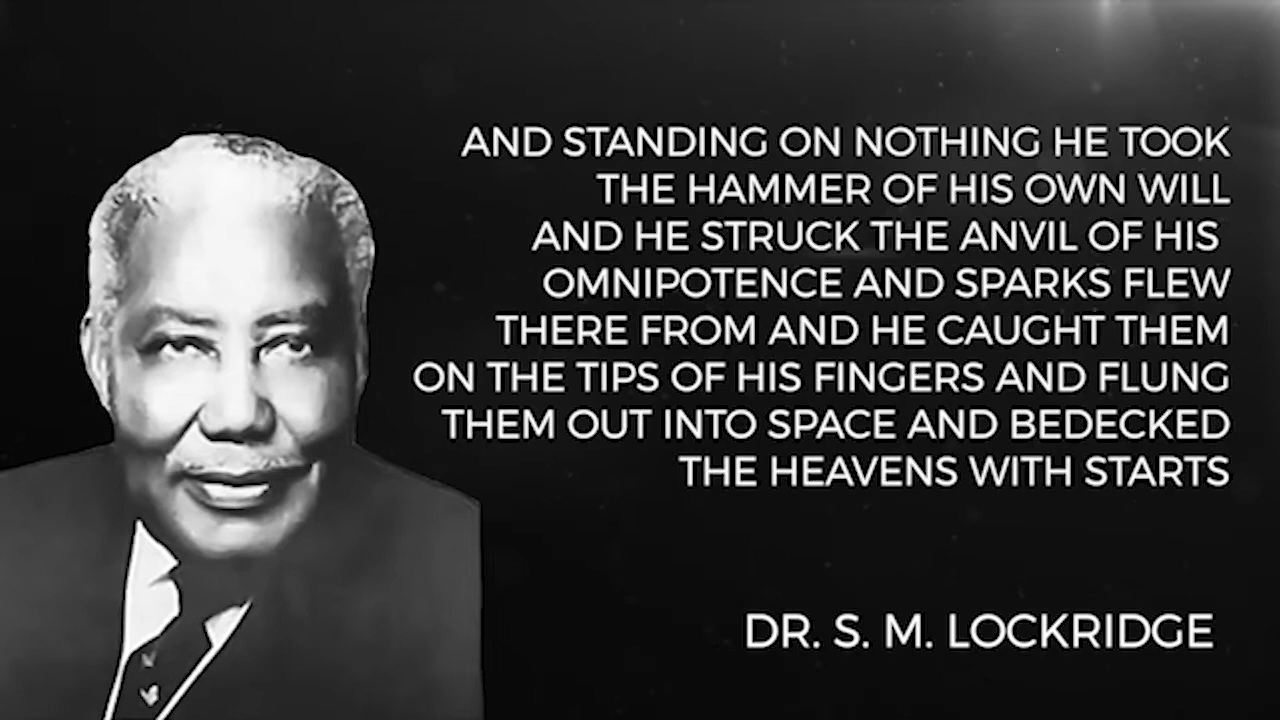 AND STANDING ON NOTHING HE TOOK
THE HAMMER OF HIS OWN WILL
AND HE STRUCK THE ANVIL OF HIS
OMNIPOTENCE AND SPARKS FLEW
THERE FROM AND HE CAUGHT THEM
ON THE TIPS OF HIS FINGERS AND FLUNG
THEM OUT INTO SPACE AND BEDECKED
THE HEAVENS WITH STARTS
DR. S. M. LOCKRIDGE